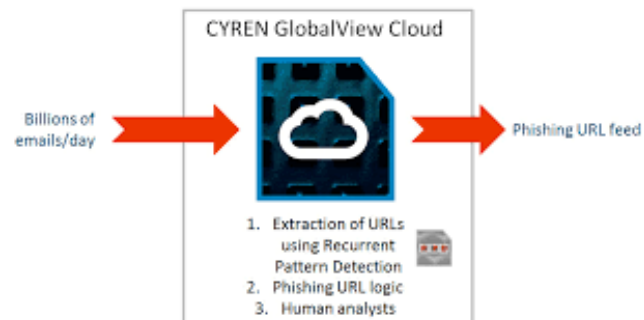 CYREN GlobalView Cloud
Billions of
emails/day
Phishing URL feed
1. Extraction of URLs
using Recurrent
Pattern Detection
2. Phishing URL logic
3. Human analysts